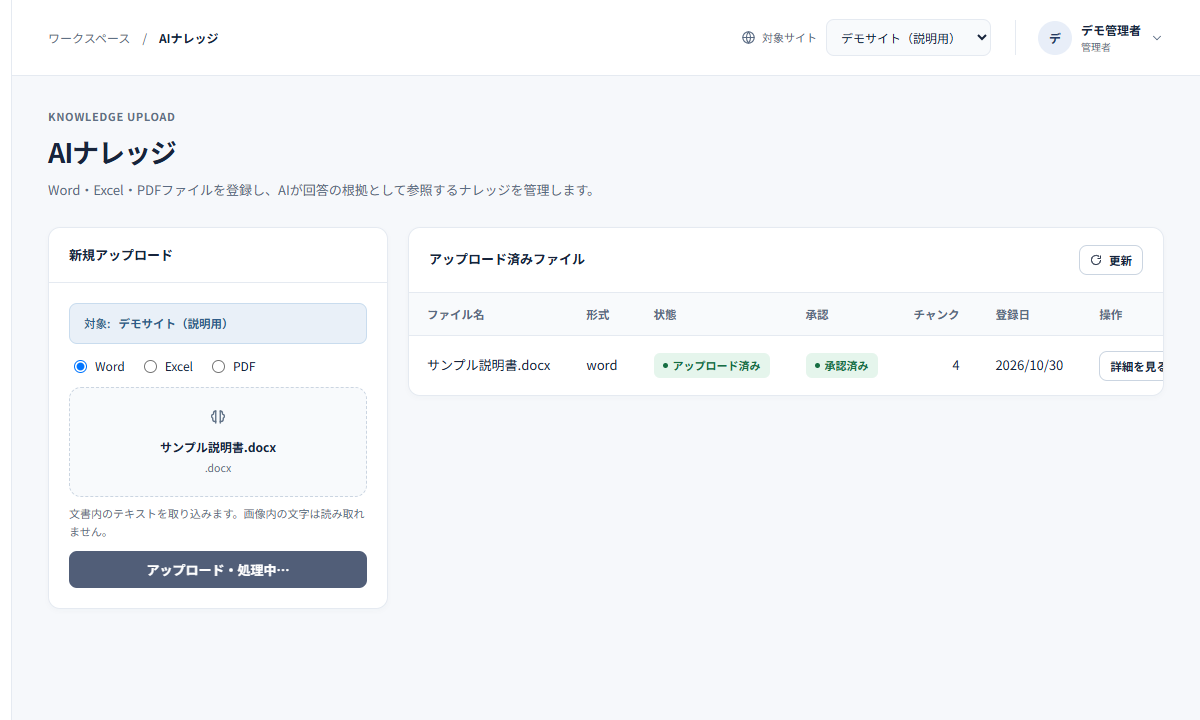 ワークスペース / AIナレッジ
対象サイト デモサイト（説明用）
デ
デモ管理者
管理者
KNOWLEDGE UPLOAD
AIナレッジ
Word・Excel・PDFファイルを登録し、AIが回答の根拠として参照するナレッジを管理します。
新規アップロード
対象: デモサイト（説明用）
Word Excel PDF
サンプル説明書.docx
.docx
文書内のテキストを取り込みます。画像内の文字は読み取れ
ません。
アップロード・処理中…
アップロード済みファイル
更新
ファイル名 形式 状態 承認 チャンク 登録日 操作
サンプル説明書.docx word アップロード済み 承認済み 4 2026/10/30 詳細を見る